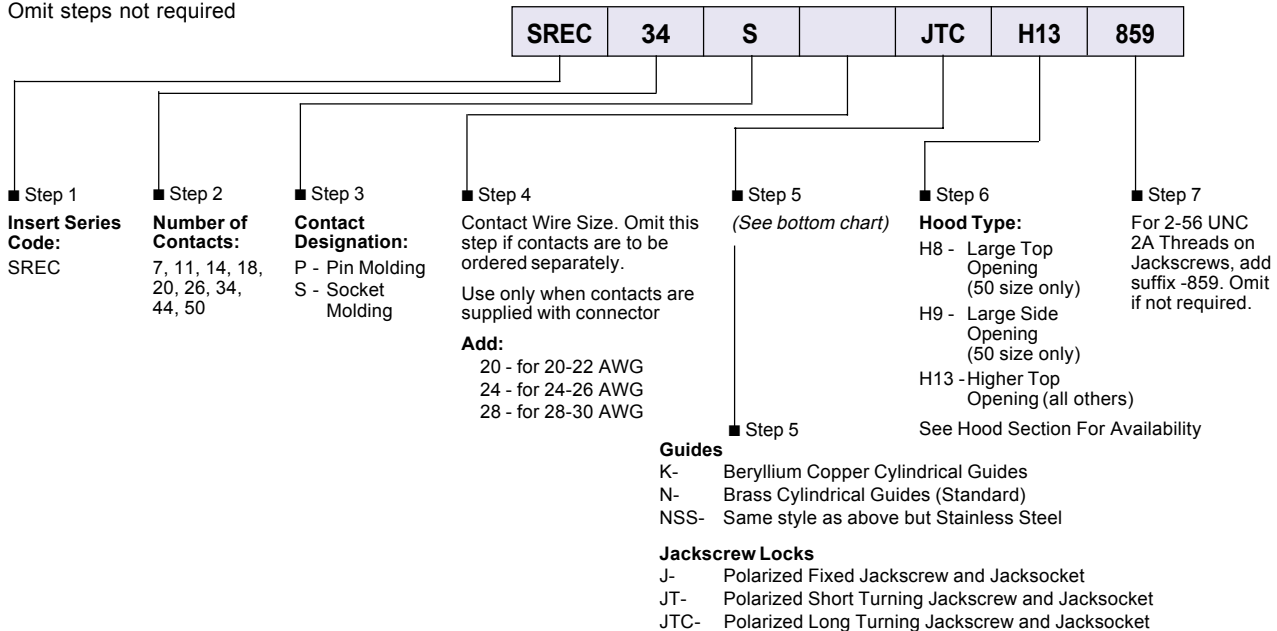 Omit steps not required
SREC 34 S JTC H13 859
■ Step 1
Insert Series
Code:
SREC
■ Step 2
Number of
Contacts:
7, 11, 14, 18,
20, 26, 34,
44, 50
■ Step 3
Contact
Designation:
P - Pin Molding
S - Socket
Molding
■ Step 4
Contact Wire Size. Omit this
step if contacts are to be
ordered separately.
Use only when contacts are
supplied with connector
Add:
20 - for 20-22 AWG
24 - for 24-26 AWG
28 - for 28-30 AWG
■ Step 5
(See bottom chart)
■ Step 6
Hood Type:
H8 - Large Top
Opening
(50 size only)
H9 - Large Side
Opening
(50 size only)
H13 - Higher Top
Opening (all others)
See Hood Section For Availability
■ Step 7
For 2-56 UNC
2A Threads on
Jackscrews, add
suffix -859. Omit
if not required.
■ Step 5
Guides
K- Beryllium Copper Cylindrical Guides
N- Brass Cylindrical Guides (Standard)
NSS- Same style as above but Stainless Steel
Jackscrew Locks
J- Polarized Fixed Jackscrew and Jacksocket
JT- Polarized Short Turning Jackscrew and Jacksocket
JTC- Polarized Long Turning Jackscrew and Jacksocket